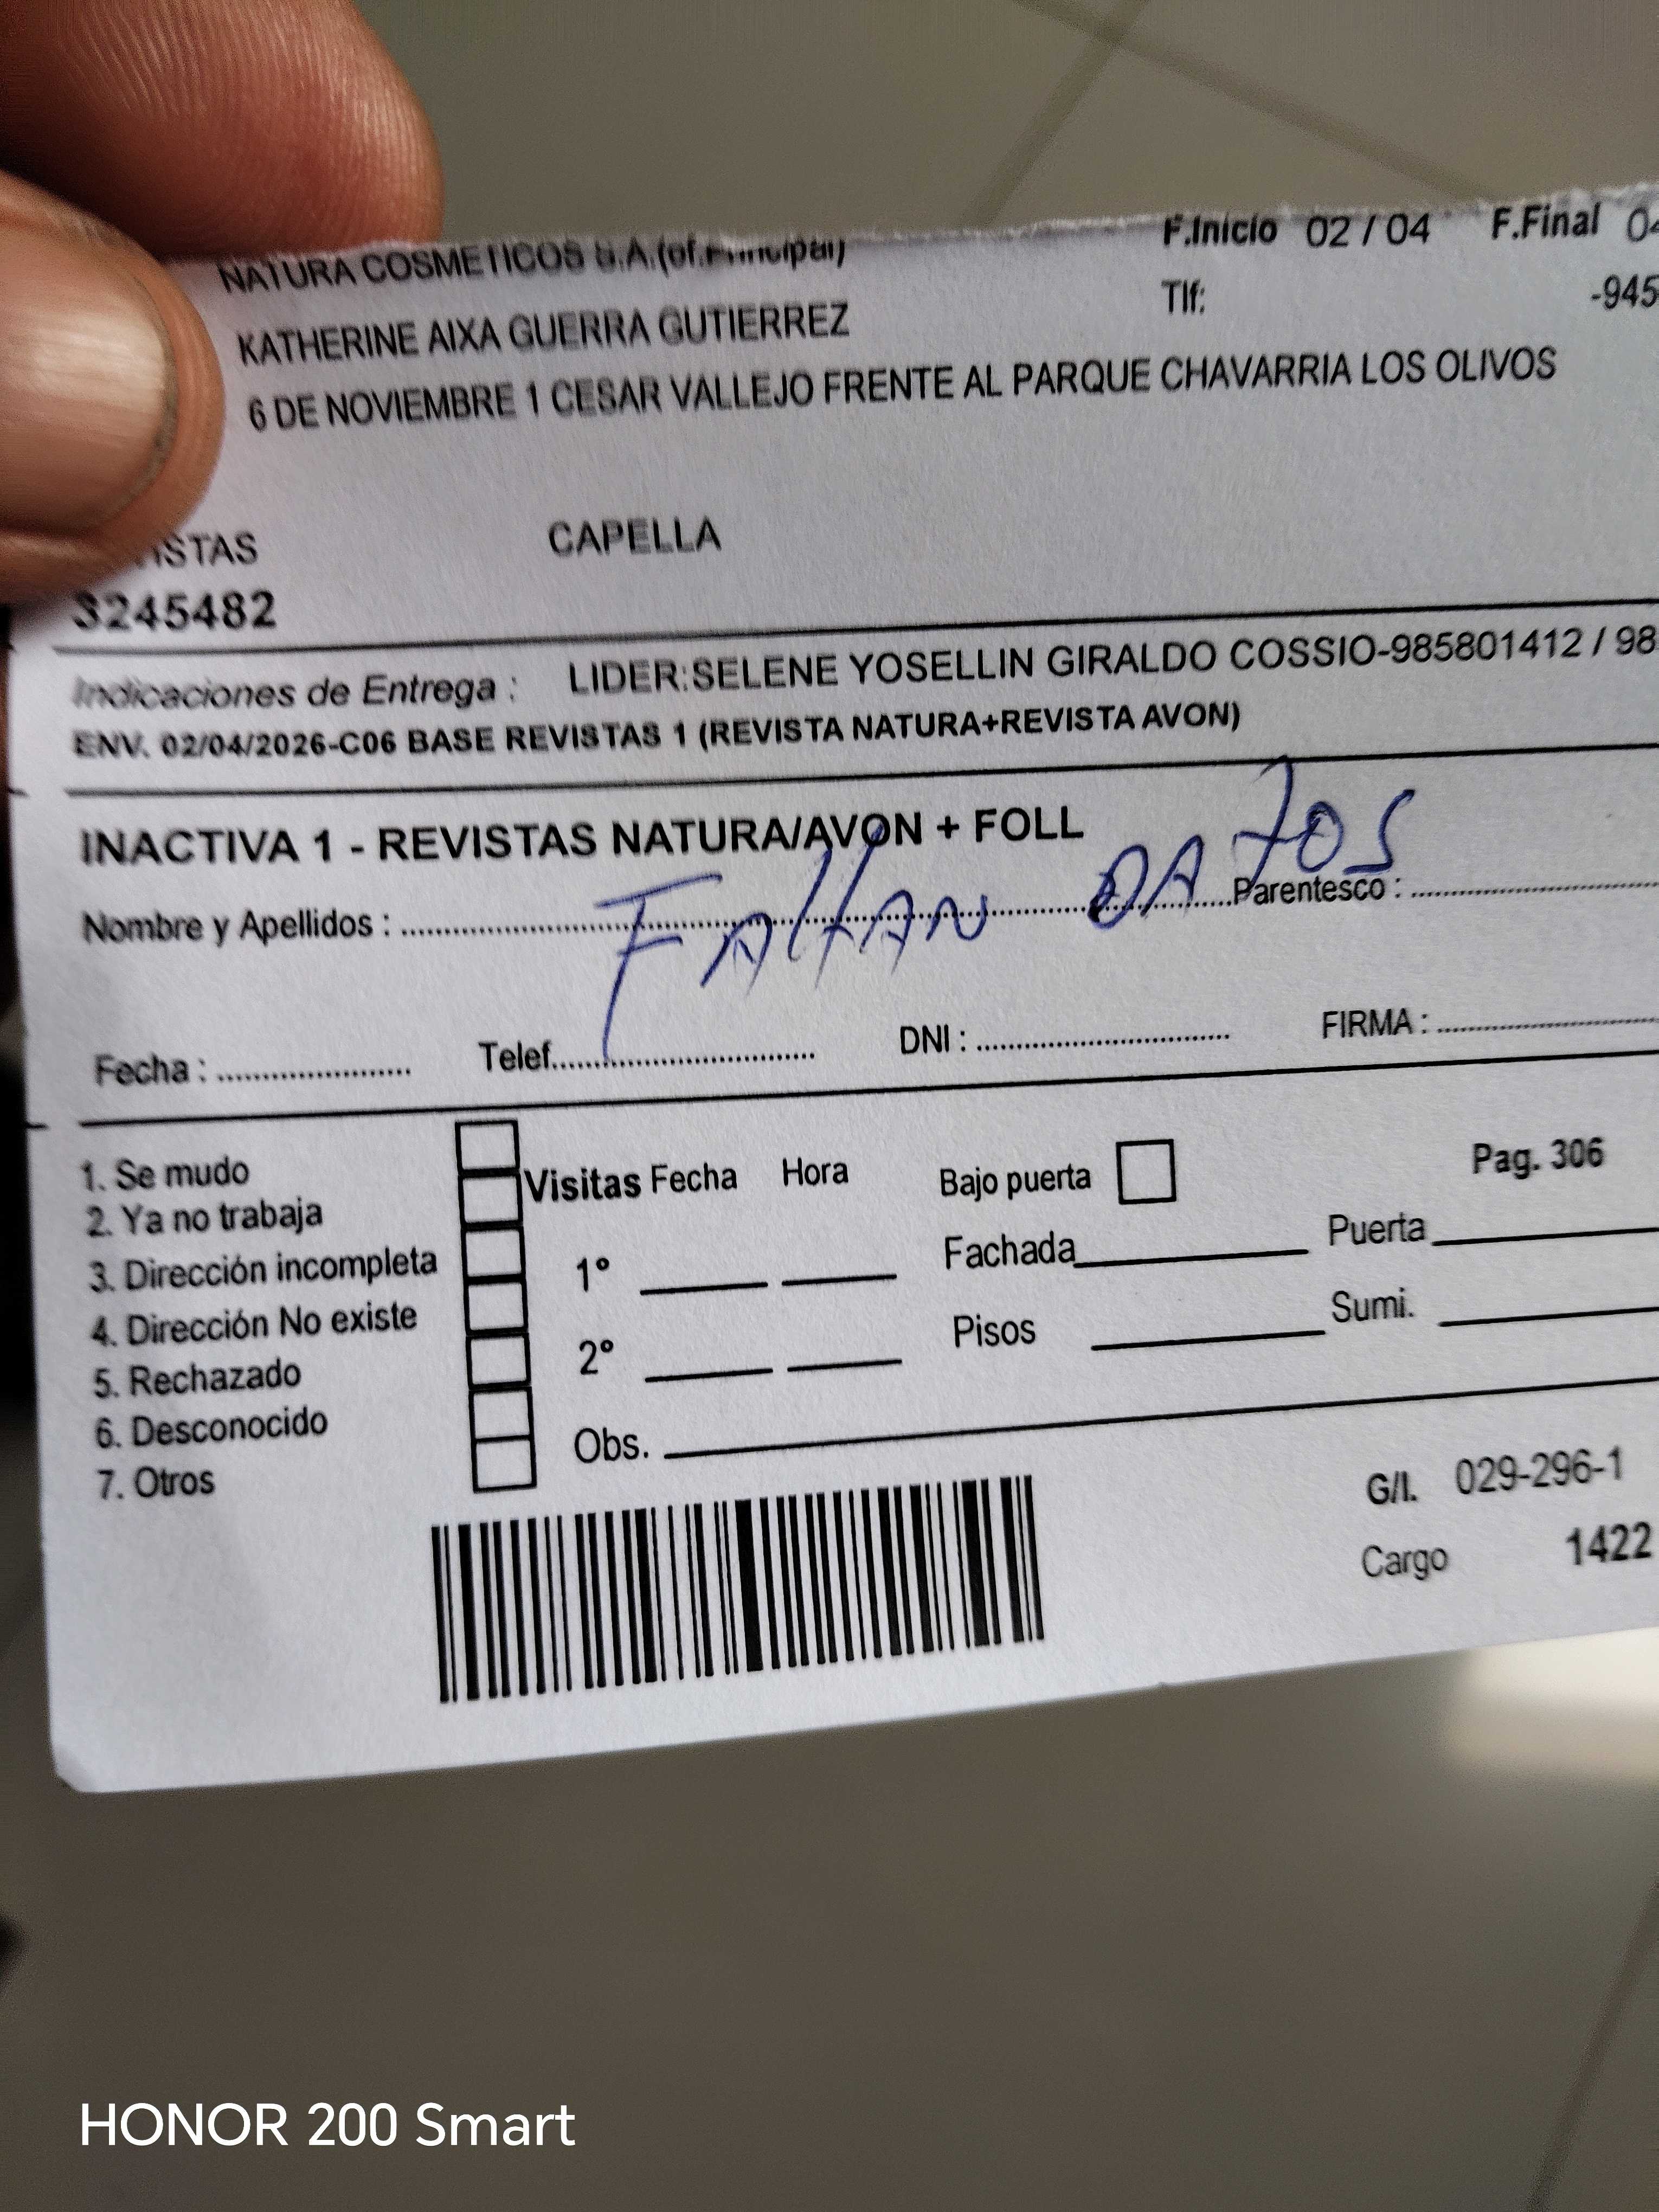 NATURA COSMETICOS S.A.(of.Principal) F.Inicio 02 / 04 F.Final
KATHERINE AIXA GUERRA GUTIERREZ Tlf: -945
6 DE NOVIEMBRE 1 CESAR VALLEJO FRENTE AL PARQUE CHAVARRIA LOS OLIVOS
CAPELLA
3245482
Indicaciones de Entrega : LIDER:SELENE YOSELLIN GIRALDO COSSIO-985801412 / 98
ENV. 02/04/2026-C06 BASE REVISTAS 1 (REVISTA NATURA+REVISTA AVON)
INACTIVA 1 - REVISTAS NATURA/AVON + FOLL
FALTAN DATOS
Nombre y Apellidos : Parentesco :
Fecha : Telef. DNI : FIRMA :
1. Se mudo
2. Ya no trabaja
3. Dirección incompleta
4. Dirección No existe
5. Rechazado
6. Desconocido
7. Otros
Visitas Fecha Hora
1°
2°
Obs.
Bajo puerta Pag. 306
Fachada Puerta
Pisos Sumi.
G/I. 029-296-1
Cargo 1422
HONOR 200 Smart